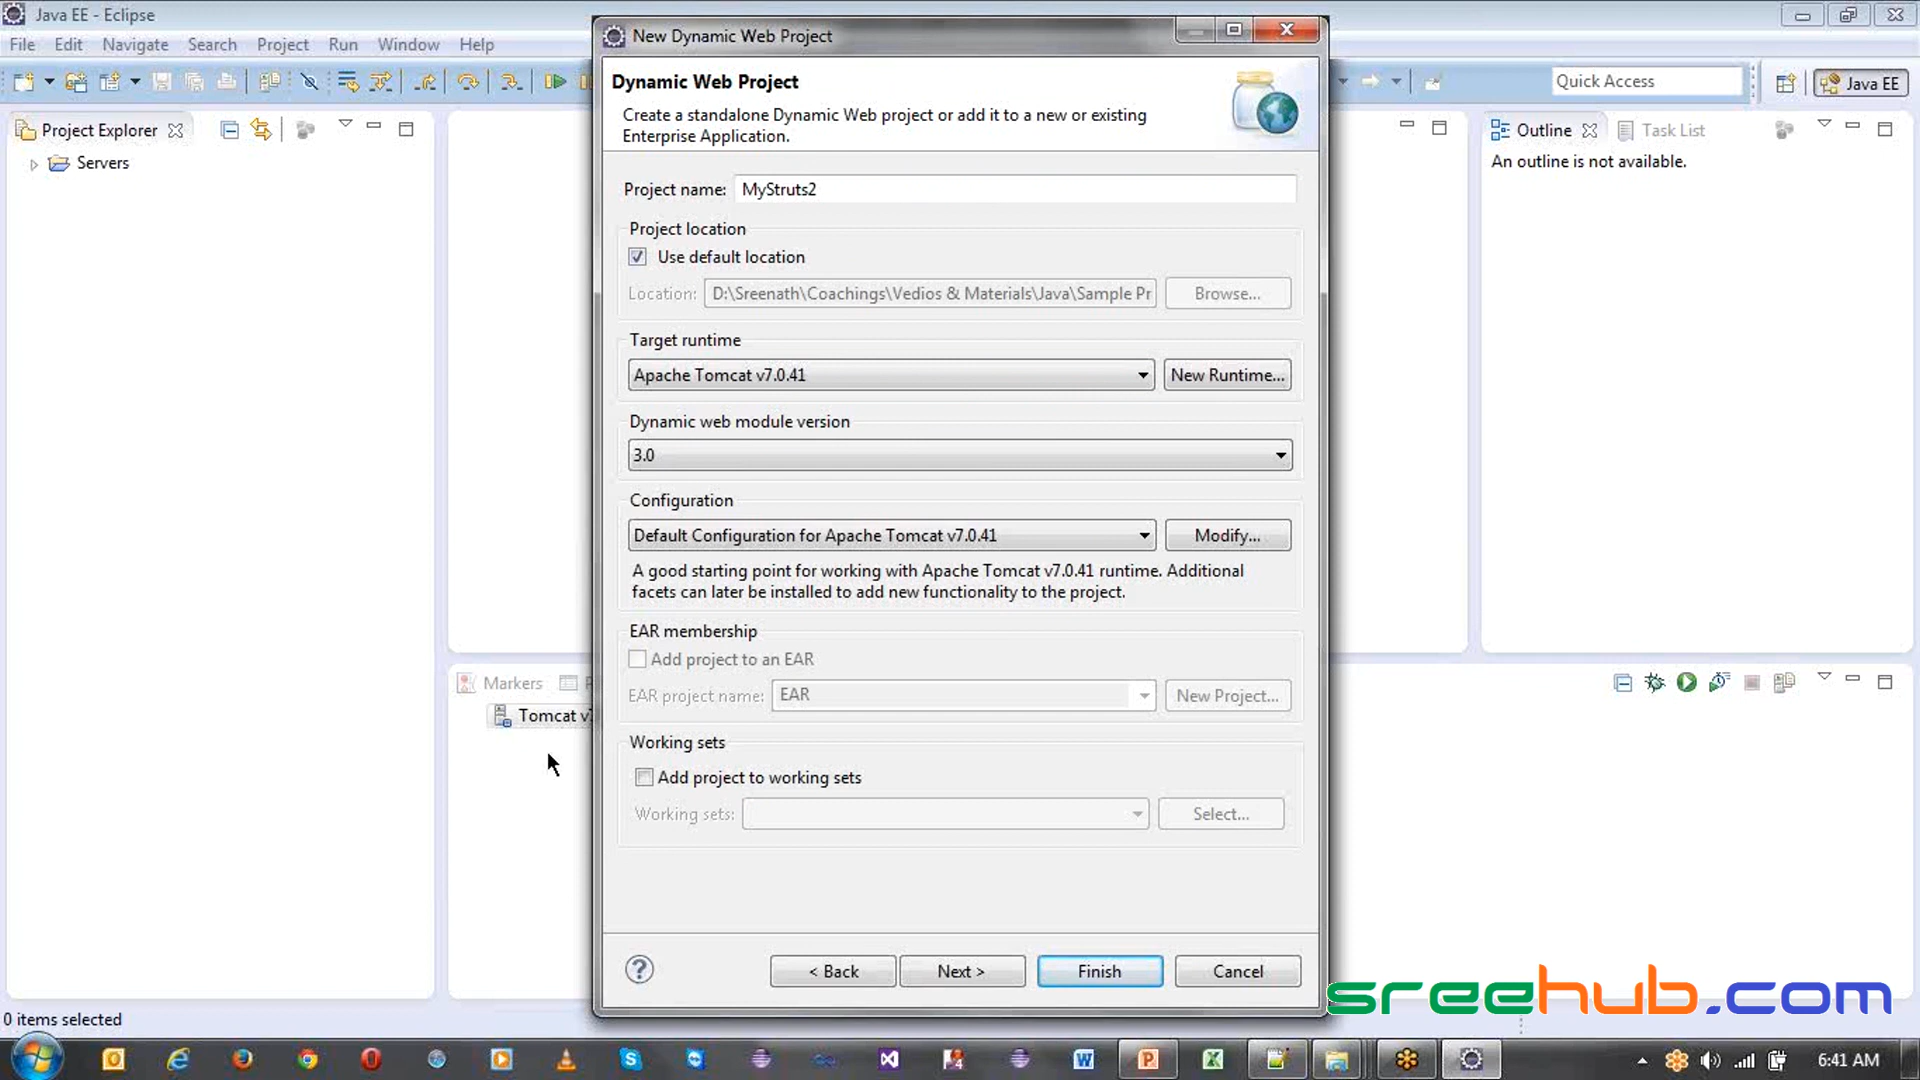 Java EE - Eclipse
File Edit Navigate Search Project Run Window Help
Quick Access
Java EE
Project Explorer
Servers
New Dynamic Web Project
Dynamic Web Project
Create a standalone Dynamic Web project or add it to a new or existing
Enterprise Application.
Project name: MyStruts2
Project location
Use default location
Location: D:\Sreenath\Coachings\Vedios & Materials\Java\Sample Pr Browse...
Target runtime
Apache Tomcat v7.0.41 New Runtime...
Dynamic web module version
3.0
Configuration
Default Configuration for Apache Tomcat v7.0.41 Modify...
A good starting point for working with Apache Tomcat v7.0.41 runtime. Additional
facets can later be installed to add new functionality to the project.
EAR membership
Add project to an EAR
EAR project name: EAR New Project...
Working sets
Add project to working sets
Working sets: Select...
< Back Next > Finish Cancel
Outline Task List
An outline is not available.
Markers
Tomcat v7
sreehub.com
0 items selected
6:41 AM